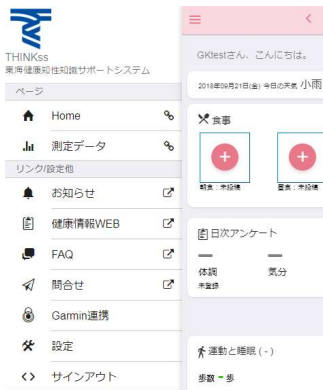 THINKss
東海健康知性知識サポートシステム
ページ
Home
測定データ
リンク/設定他
お知らせ
健康情報WEB
FAQ
問合せ
Garmin連携
設定
サインアウト
GKtestさん、こんにちは。
2018年09月21日(金) 今日の天気 小雨
食事
朝食：未投稿
昼食：未投稿
日次アンケート
体調
気分
未登録
運動と睡眠 ( - )
歩数 - 歩